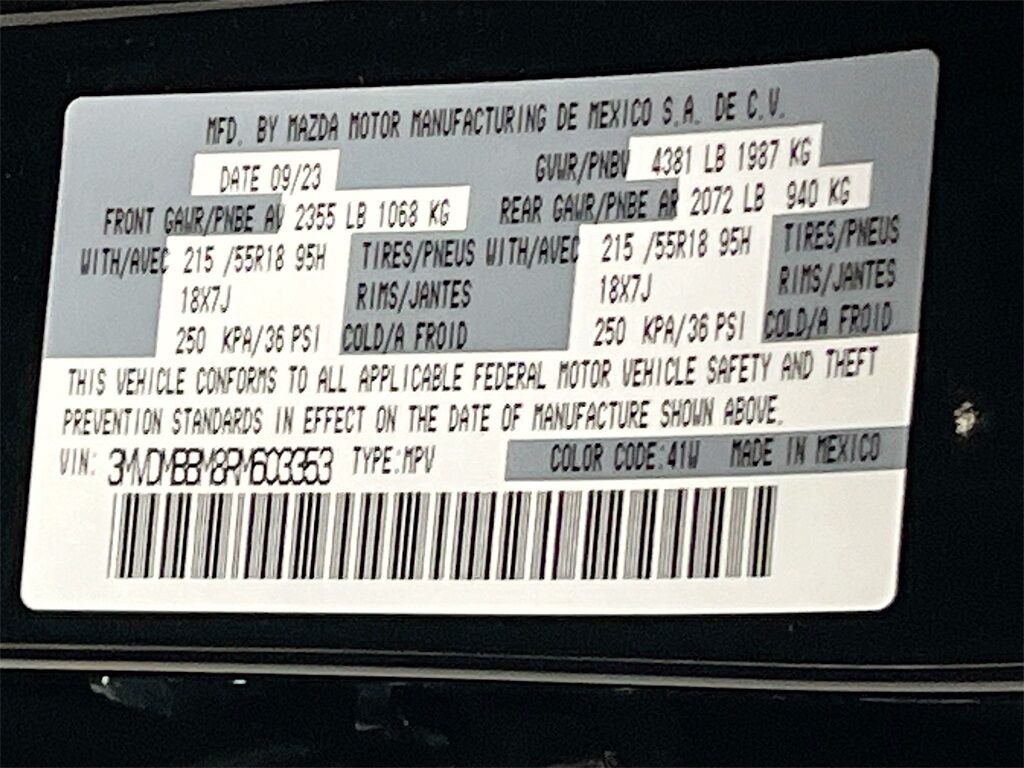 MFD. BY MAZDA MOTOR MANUFACTURING DE MEXICO S.A. DE C.V.
DATE 09/23 GVWR/PNBV 4381 LB 1987 KG
FRONT GAWR/PNBE AV 2355 LB 1068 KG REAR GAWR/PNBE AR 2072 LB 940 KG
WITH/AVEC 215 /55R18 95H TIRES/PNEUS WITH/AVEC 215 /55R18 95H TIRES/PNEUS
18X7J RIMS/JANTES 18X7J RIMS/JANTES
250 KPA/36 PSI COLD/A FROID 250 KPA/36 PSI COLD/A FROID
THIS VEHICLE CONFORMS TO ALL APPLICABLE FEDERAL MOTOR VEHICLE SAFETY AND THEFT
PREVENTION STANDARDS IN EFFECT ON THE DATE OF MANUFACTURE SHOWN ABOVE.
VIN: 3MVDMBBM8RM603353 TYPE:MPV COLOR CODE:41W MADE IN MEXICO